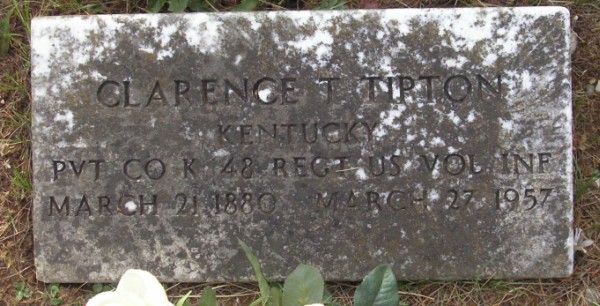 CLARENCE T TIPTON
KENTUCKY
PVT CO K 48 REGT US VOL INF
MARCH 21 1880 MARCH 27 1957